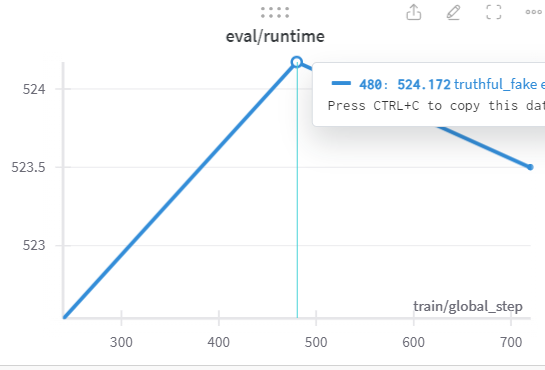 eval/runtime
524
523.5
523
480: 524.172 truthful_fake
Press CTRL+C to copy this
train/global_step
300
400
500
600
700